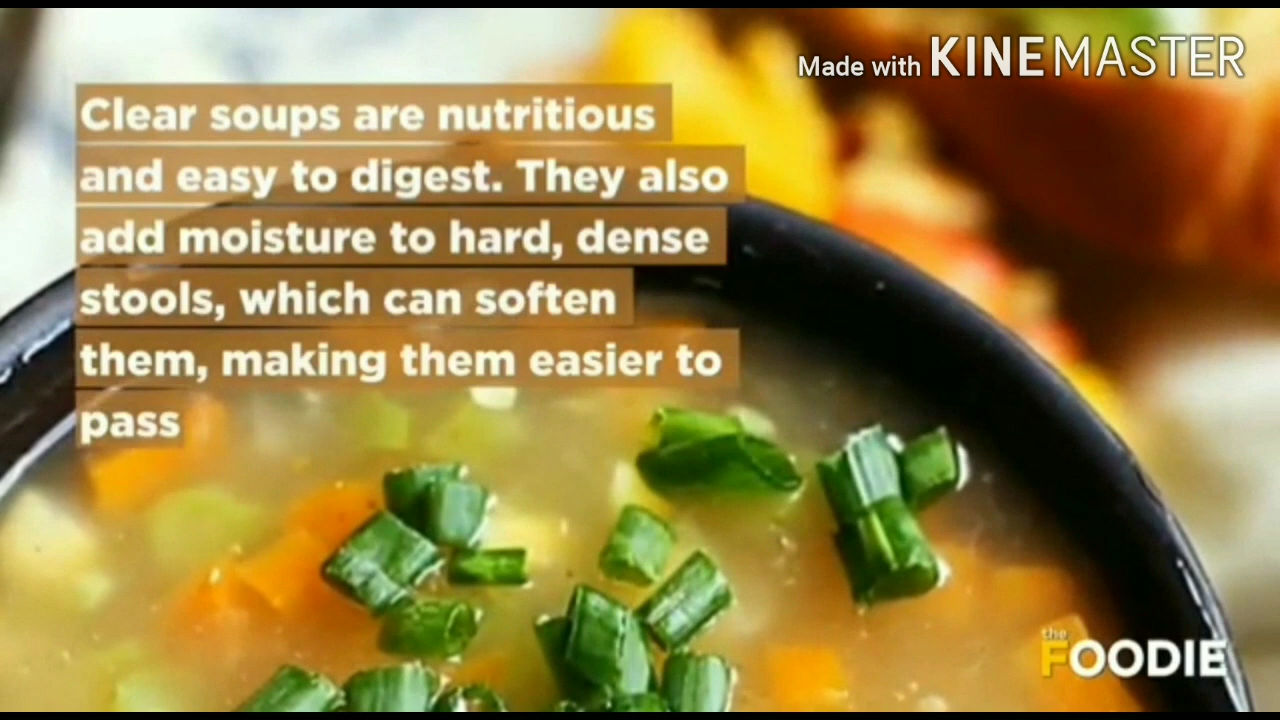 Made with KINEMASTER
Clear soups are nutritious
and easy to digest. They also
add moisture to hard, dense
stools, which can soften
them, making them easier to
pass
the
FOODIE